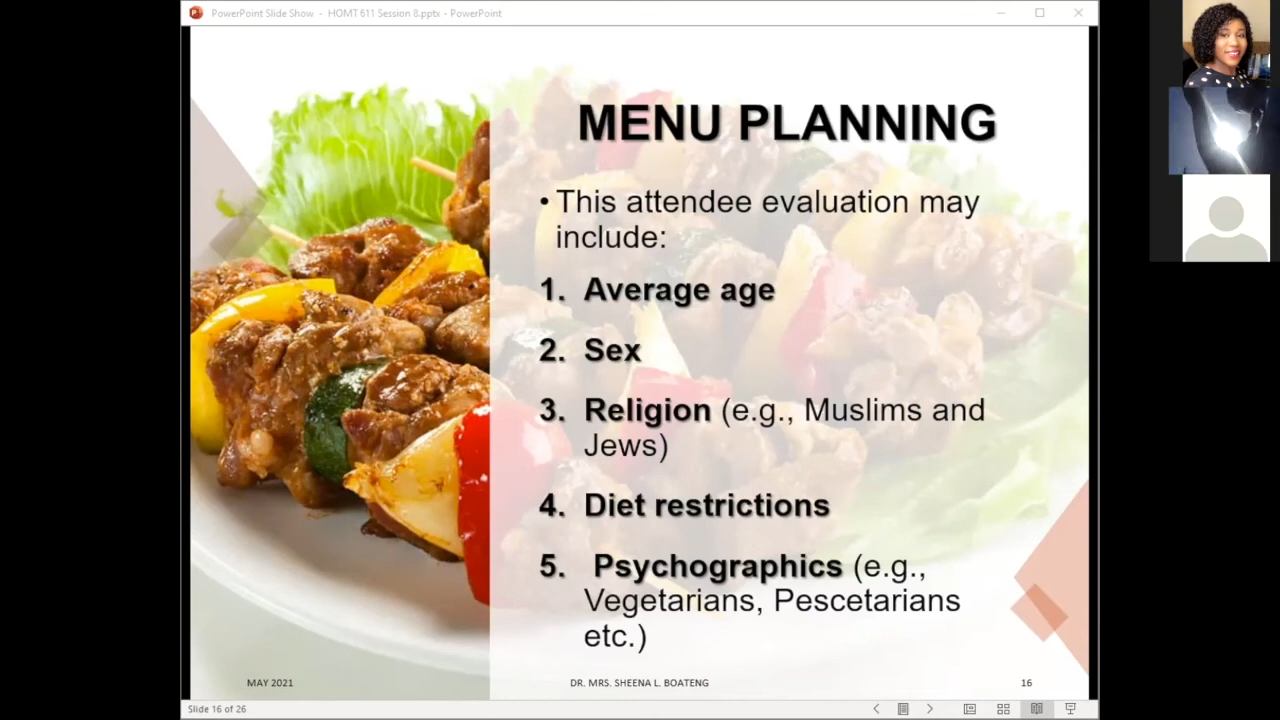 PowerPoint Slide Show - HOMT 611 Session 8.pptx - PowerPoint
MENU PLANNING
• This attendee evaluation may
include:
1. Average age
2. Sex
3. Religion (e.g., Muslims and
Jews)
4. Diet restrictions
5. Psychographics (e.g.,
Vegetarians, Pescetarians
etc.)
MAY 2021
DR. MRS. SHEENA L. BOATENG
16
Slide 16 of 26